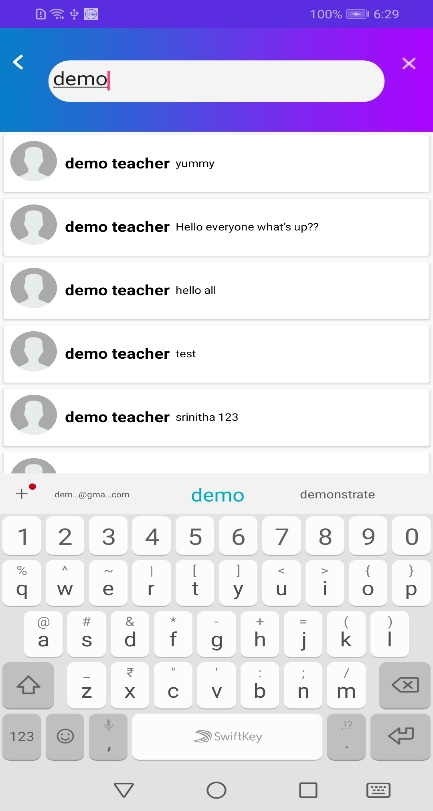 100% 6:29
demo
demo teacher yummy
demo teacher Hello everyone what's up??
demo teacher hello all
demo teacher test
demo teacher srinitha 123
+ dem...@gma...com demo demonstrate
1 2 3 4 5 6 7 8 9 0
% ^ ~ | [ ] < > { }
q w e r t y u i o p
@ # & * - + = ( )
a s d f g h j k l
_ ₹ " ' : ; /
z x c v b n m
123 , SwiftKey ,!? .